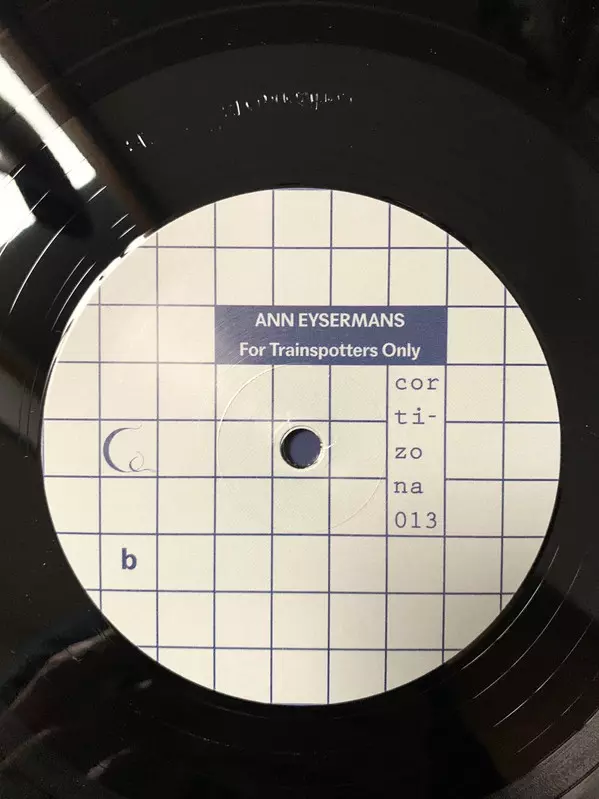 ANN EYSERMANS
For Trainspotters Only
cor
ti-
zo
na
013
b